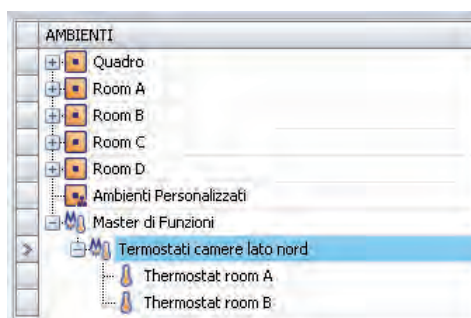 AMBIENTI
Quadro
Room A
Room B
Room C
Room D
Ambienti Personalizzati
Master di Funzioni
Termostati camere lato nord
Thermostat room A
Thermostat room B